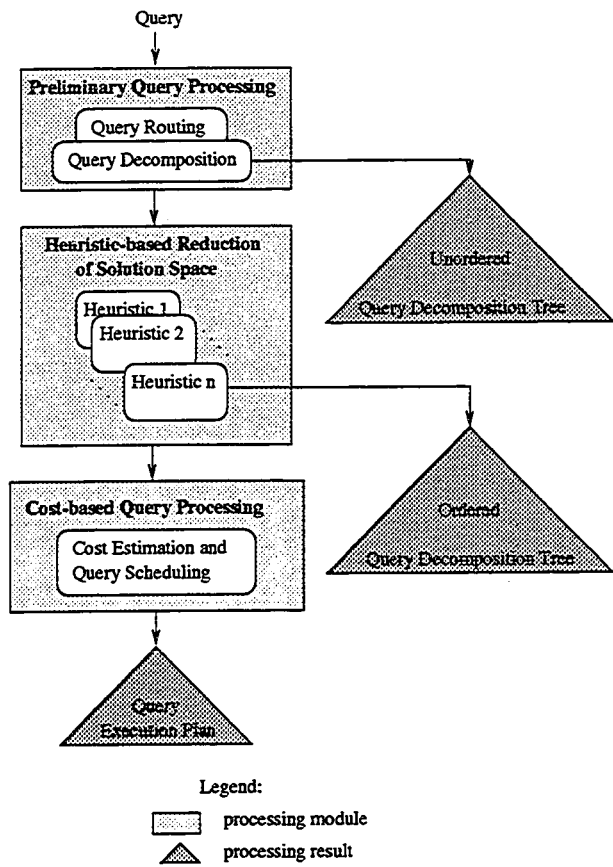 Query
Preliminary Query Processing
Query Routing
Query Decomposition
Unordered
Query Decomposition Tree
Heuristic-based Reduction
of Solution Space
Heuristic 1
Heuristic 2
Heuristic n
Ordered
Query Decomposition Tree
Cost-based Query Processing
Cost Estimation and
Query Scheduling
Query
Execution Plan
Legend:
processing module
processing result